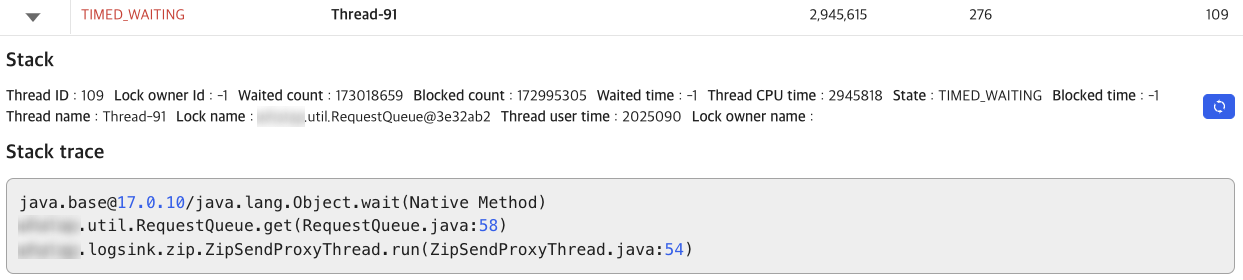 TIMED_WAITING Thread-91 2,945,615 276 109
Stack
Thread ID : 109 Lock owner Id : -1 Waited count : 173018659 Blocked count : 172995305 Waited time : -1 Thread CPU time : 2945818 State : TIMED_WAITING Blocked time : -1
Thread name : Thread-91 Lock name : .util.RequestQueue@3e32ab2 Thread user time : 2025090 Lock owner name :
Stack trace
java.base@17.0.10/java.lang.Object.wait(Native Method)
.util.RequestQueue.get(RequestQueue.java:58)
.logsink.zip.ZipSendProxyThread.run(ZipSendProxyThread.java:54)